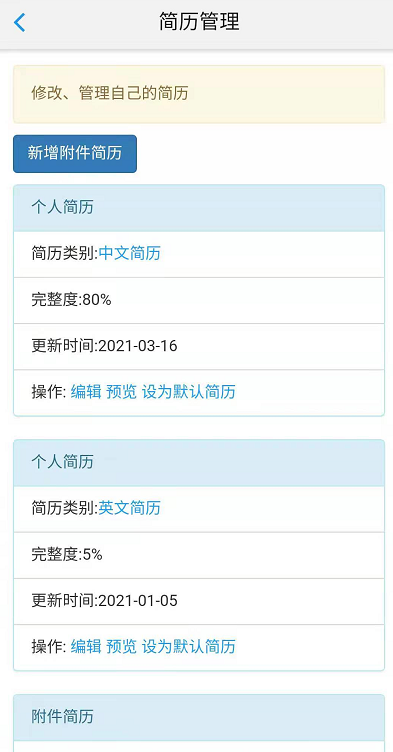 简历管理
修改、管理自己的简历
新增附件简历
个人简历
简历类别:中文简历
完整度:80%
更新时间:2021-03-16
操作: 编辑 预览 设为默认简历
个人简历
简历类别:英文简历
完整度:5%
更新时间:2021-01-05
操作: 编辑 预览 设为默认简历
附件简历